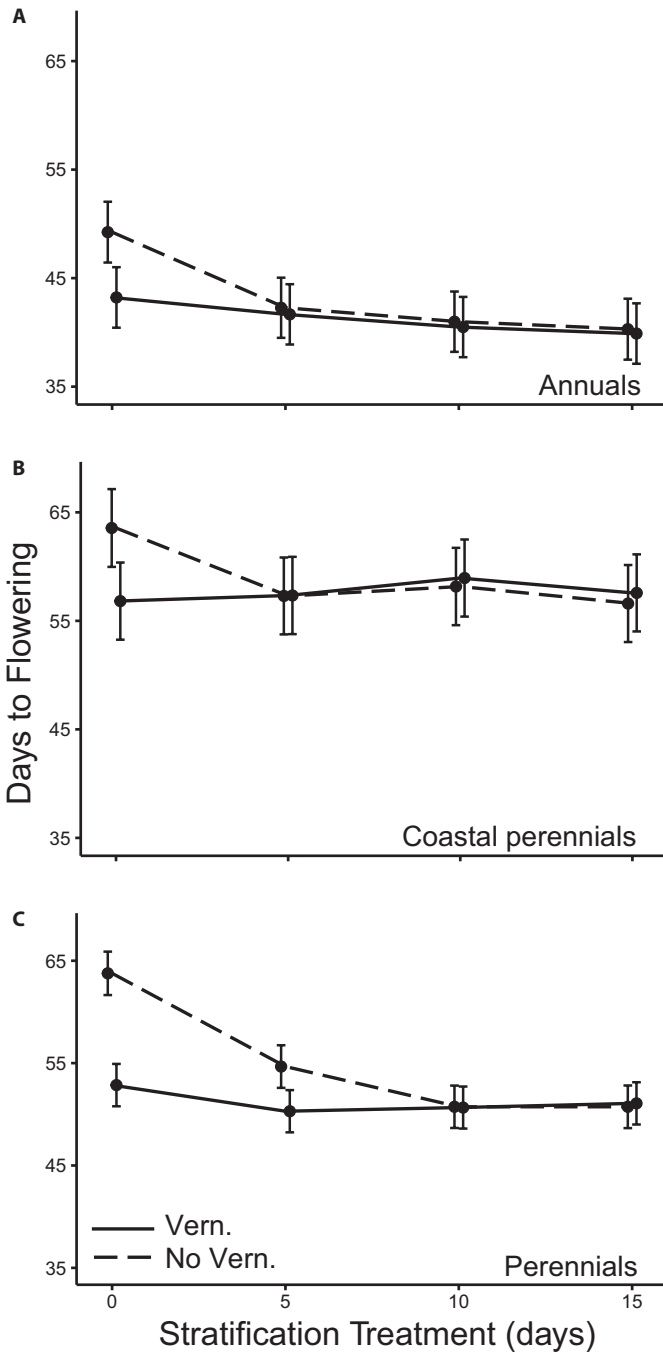 A
65
55
45
35
Annuals
B
65
55
45
35
Coastal perennials
Days to Flowering
C
65
55
45
35
Vern.
No Vern.
Perennials
0 5 10 15
Stratification Treatment (days)